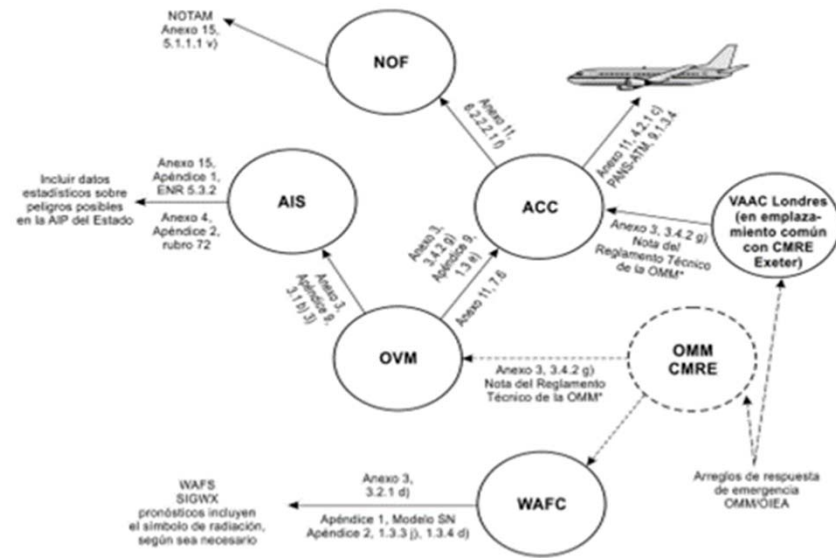 NOTAM
Anexo 15,
5.1.1.1 v)
NOF
Anexo 11,
6.2.2.2.1 f)
Anexo 11, 4.2.1 c)
PANS-ATM, 9.1.3.4
Incluir datos
estadísticos sobre
peligros posibles
en la AIP del Estado
Anexo 15,
Apéndice 1,
ENR 5.3.2
Anexo 4,
Apéndice 2,
rubro 72
AIS
ACC
VAAC Londres
(en emplaza-
miento común
con CMRE
Exeter)
Anexo 3, 3.4.2 g)
Nota del
Reglamento Técnico
de la OMM*
Anexo 3,
Apéndice 9,
3.1 b) 3)
Anexo 3,
3.4.2 g)
Apéndice 9,
1.3 e)
Anexo 11, 7.6
OVM
OMM
CMRE
Anexo 3, 3.4.2 g)
Nota del Reglamento
Técnico de la OMM*
Arreglos de respuesta
de emergencia
OMM/OIEA
WAFS
SIGWX
pronósticos incluyen
el símbolo de radiación,
según sea necesario
Anexo 3,
3.2.1 d)
Apéndice 1, Modelo SN
Apéndice 2, 1.3.3 j), 1.3.4 d)
WAFC